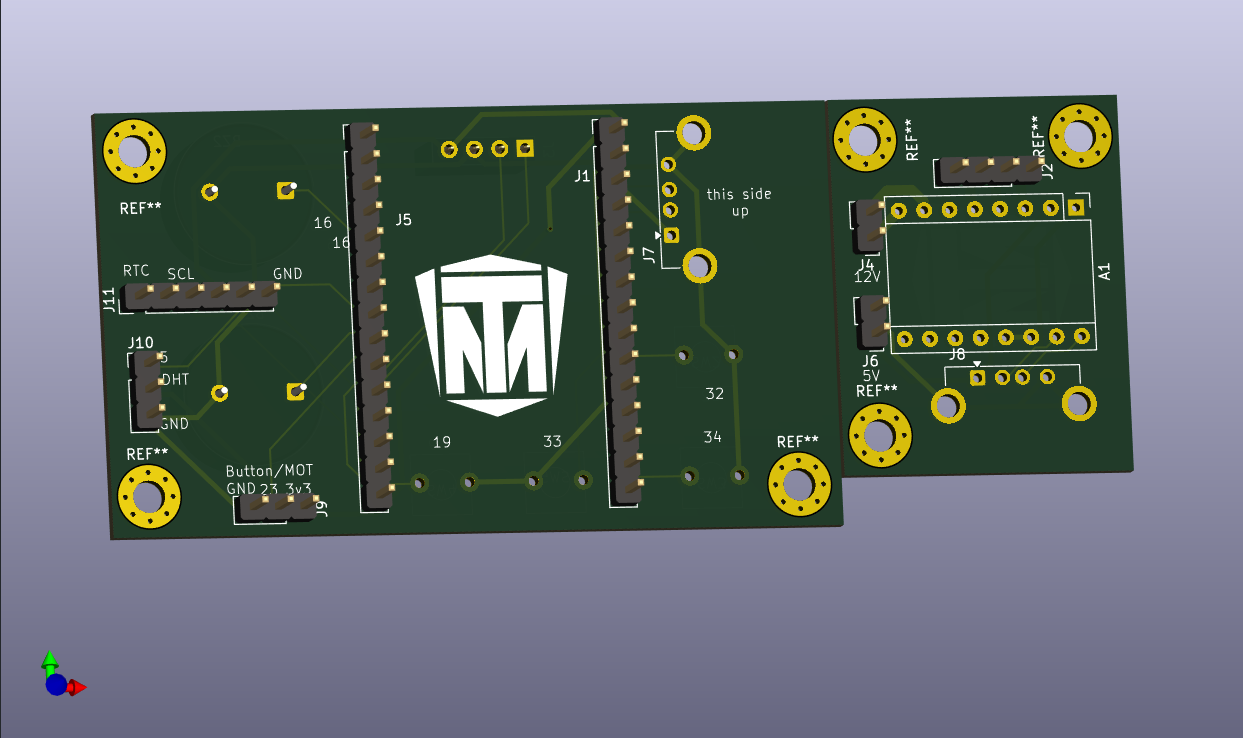 REF**
REF**
REF**
J2
J1
this side
up
J5
16
16
J7
RTC
SCL
GND
J11
J4
12V
A1
J10
5
DHT
GND
J6
5V
J8
REF**
32
34
19
33
REF**
REF**
Button/MOT
GND 23 3v3
J9
TM